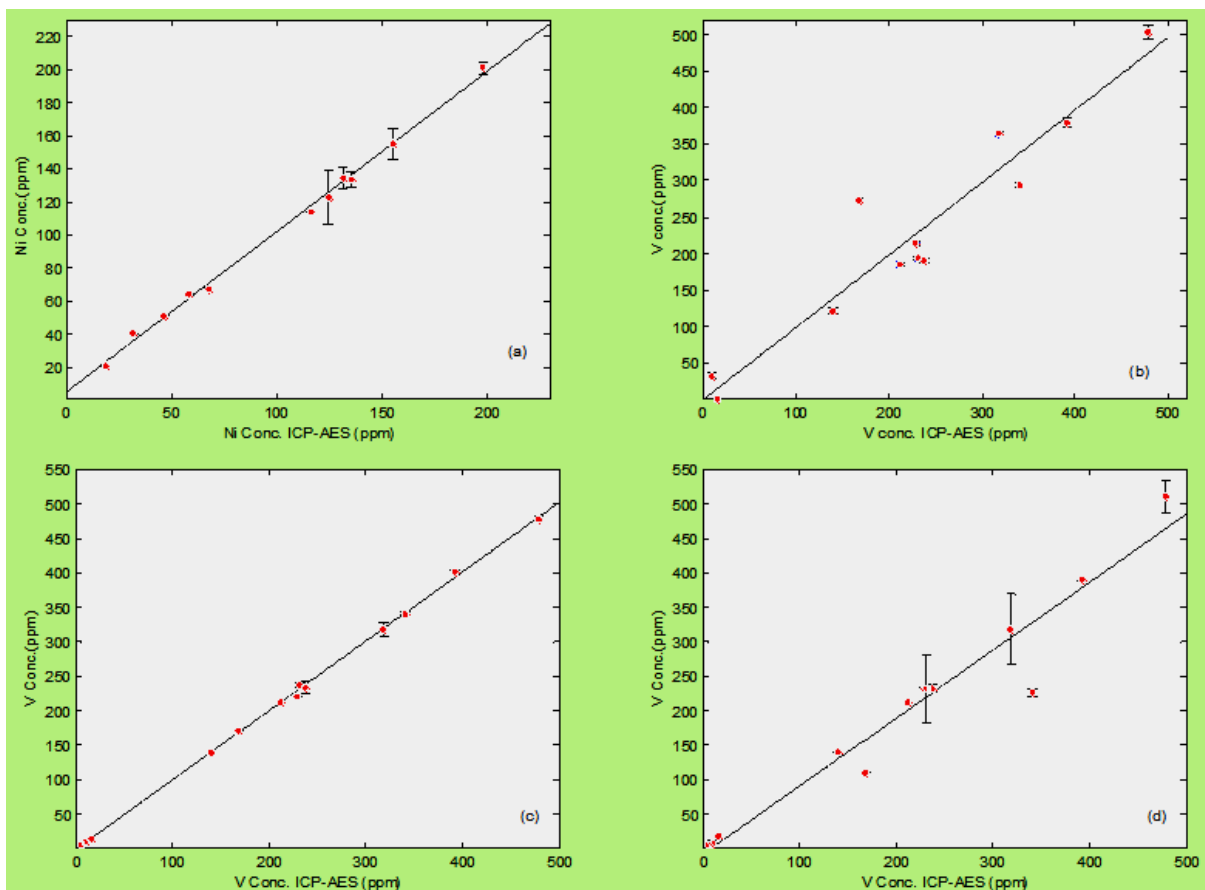 220
200
180
160
140
120
100
80
60
40
20
Ni Conc.(ppm)
(a)
0 50 100 150 200
Ni Conc. ICP-AES (ppm)
500
450
400
350
300
250
200
150
100
50
V conc.(ppm)
(b)
100 200 300 400 500
V conc. ICP-AES (ppm)
550
500
450
400
350
300
250
200
150
100
50
V Conc.(ppm)
(c)
0 100 200 300 400 500
V Conc. ICP-AES (ppm)
550
500
450
400
350
300
250
200
150
100
50
V Conc.(ppm)
(d)
0 100 200 300 400 500
V Conc. ICP-AES (ppm)